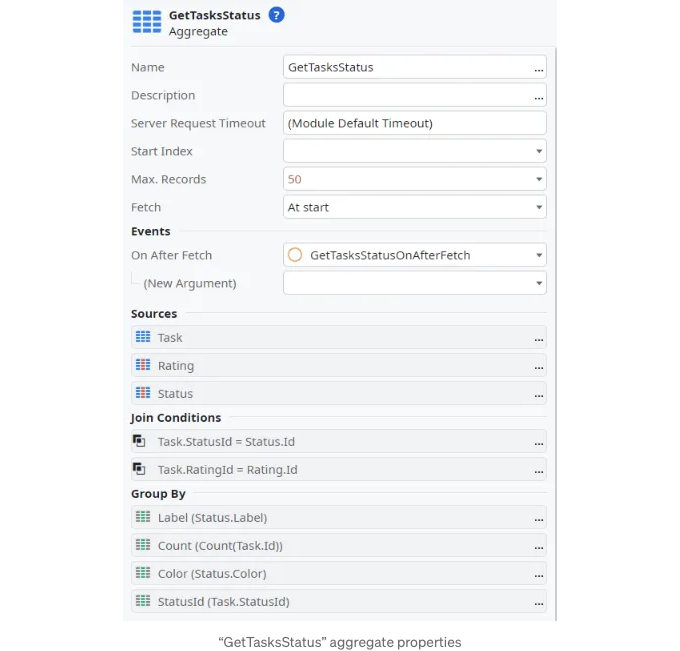 GetTasksStatus ?
Aggregate
Name GetTasksStatus ...
Description ...
Server Request Timeout (Module Default Timeout)
Start Index
Max. Records 50
Fetch At start
Events
On After Fetch GetTasksStatusOnAfterFetch
(New Argument)
Sources
Task ...
Rating ...
Status ...
Join Conditions
Task.StatusId = Status.Id ...
Task.RatingId = Rating.Id ...
Group By
Label (Status.Label) ...
Count (Count(Task.Id)) ...
Color (Status.Color) ...
StatusId (Task.StatusId) ...
“GetTasksStatus” aggregate properties